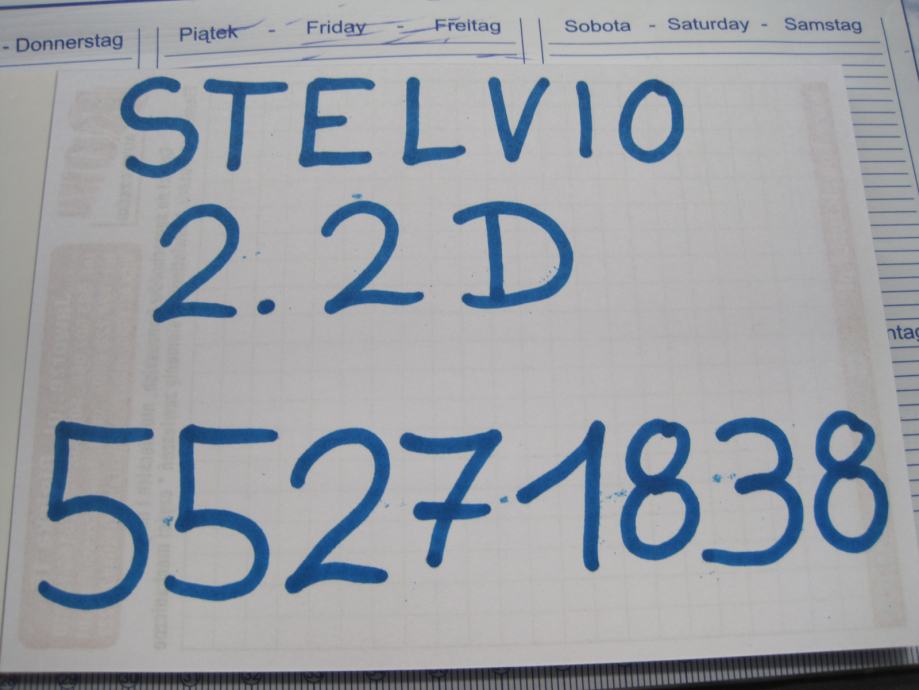 - Donnerstag
Piątek - Friday - Freitag
Sobota - Saturday - Samstag
STELVIO
2.2D
55271838